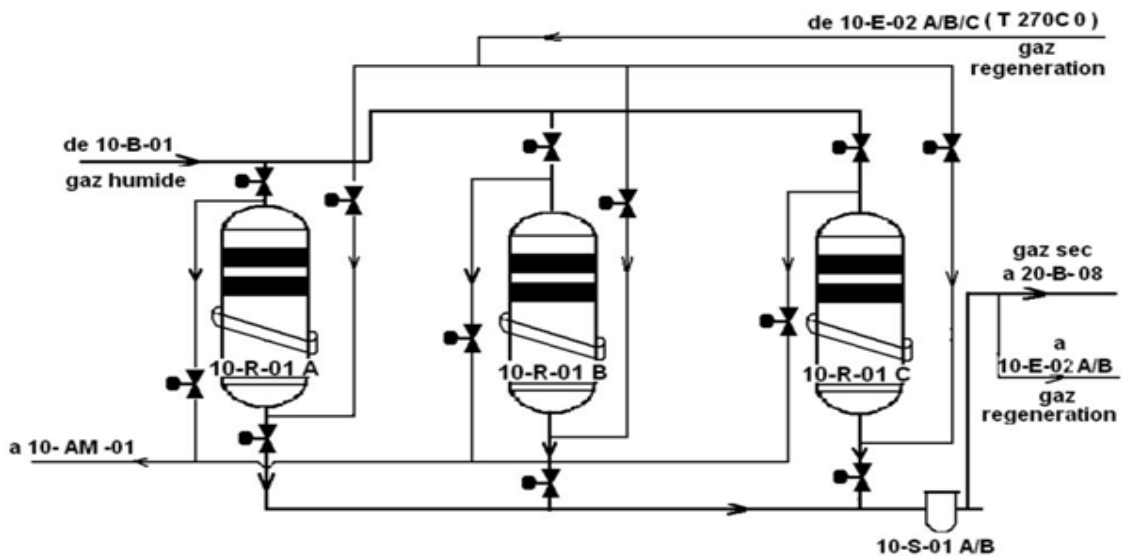 de 10-E-02 A/B/C ( T 270C 0 )
gaz
regeneration
de 10-B-01
gaz humide
gaz sec
a 20-B-08
10-R-01 A
10-R-01 B
10-R-01 C
a
10-E-02 A/B
gaz
regeneration
a 10- AM -01
10-S-01 A/B